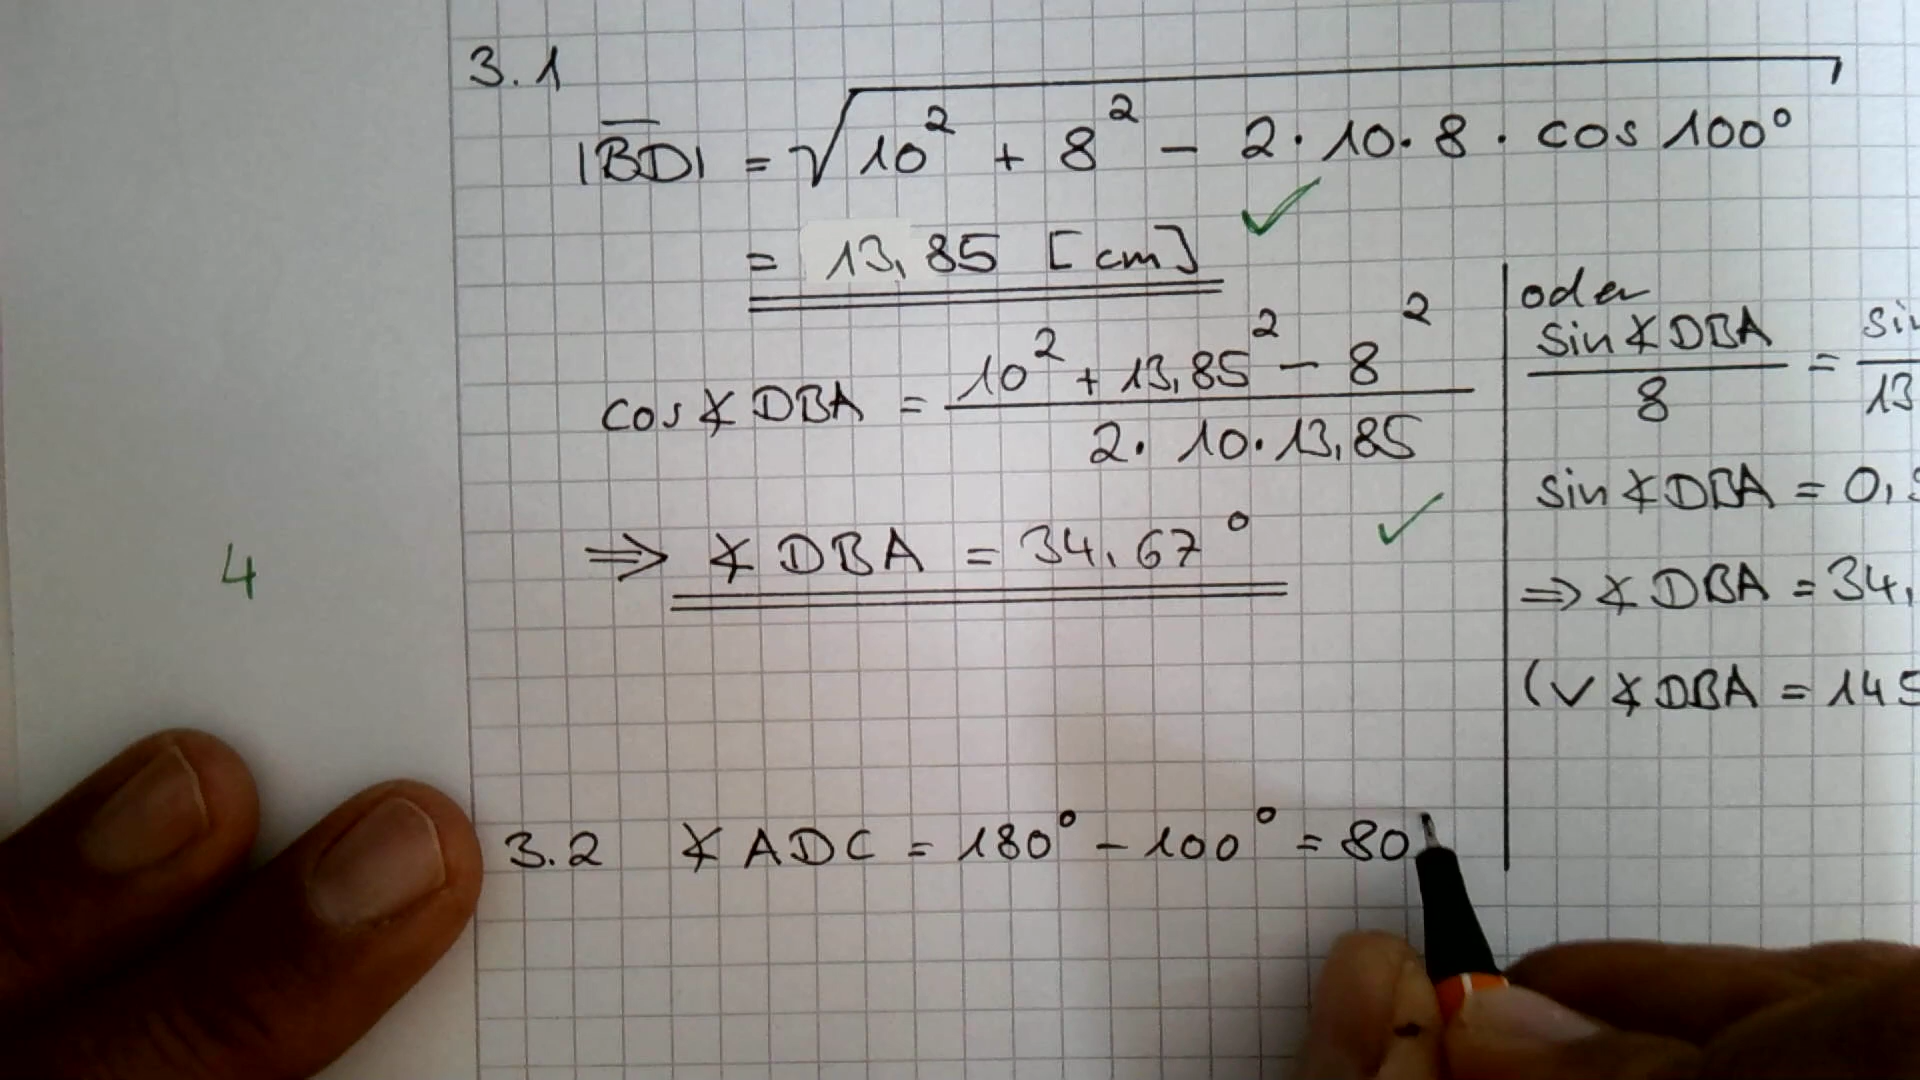 3.1
|BD| = √10² + 8² - 2·10·8·cos 100°
= 13,85 [cm]
cos∡DBA = 10² + 13,85² - 8²
2·10·13,85
⇒ ∡DBA = 34,67°
4
oder
sin∡DBA =
8 13
sin∡DBA = 0,
⇒ ∡DBA = 34,
(∨ ∡DBA = 14
3.2 ∡ADC = 180° - 100° = 80